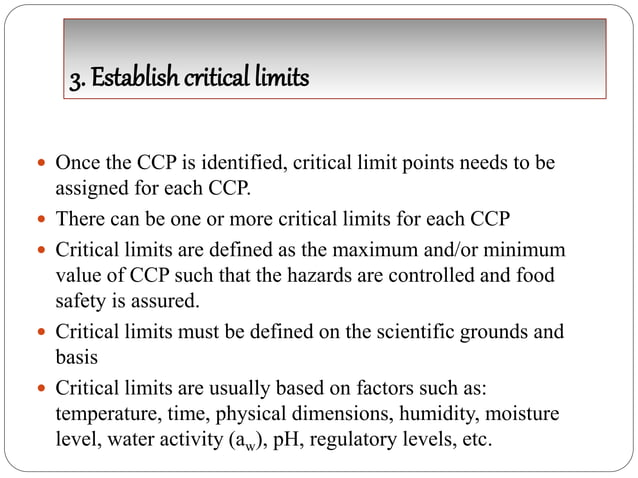 3. Establish critical limits
• Once the CCP is identified, critical limit points needs to be
assigned for each CCP.
• There can be one or more critical limits for each CCP
• Critical limits are defined as the maximum and/or minimum
value of CCP such that the hazards are controlled and food
safety is assured.
• Critical limits must be defined on the scientific grounds and
basis
• Critical limits are usually based on factors such as:
temperature, time, physical dimensions, humidity, moisture
level, water activity (aw), pH, regulatory levels, etc.